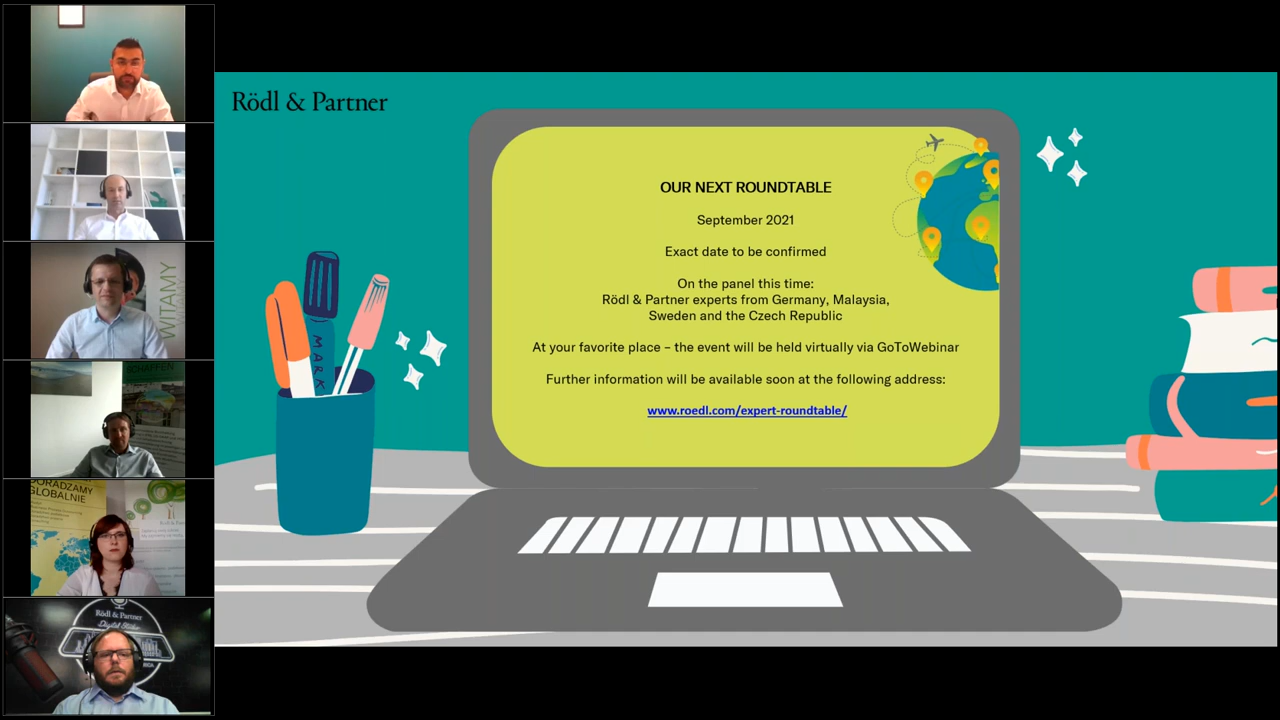 Rödl & Partner
OUR NEXT ROUNDTABLE
September 2021
Exact date to be confirmed
On the panel this time:
Rödl & Partner experts from Germany, Malaysia,
Sweden and the Czech Republic
At your favorite place – the event will be held virtually via GoToWebinar
Further information will be available soon at the following address:
www.roedl.com/expert-roundtable/
MARK
WITAMY
SCHAFFEN
DORADZAMY
GLOBALNIE
Rödl & Partner
Digital